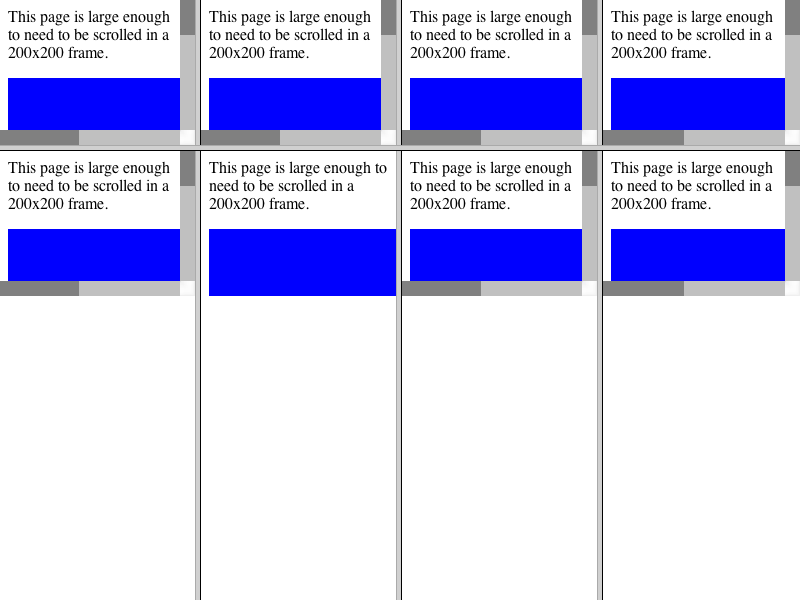 This page is large enough
to need to be scrolled in a
200x200 frame.
This page is large enough
to need to be scrolled in a
200x200 frame.
This page is large enough
to need to be scrolled in a
200x200 frame.
This page is large enough
to need to be scrolled in a
200x200 frame.
This page is large enough
to need to be scrolled in a
200x200 frame.
This page is large enough to
need to be scrolled in a
200x200 frame.
This page is large enough
to need to be scrolled in a
200x200 frame.
This page is large enough
to need to be scrolled in a
200x200 frame.